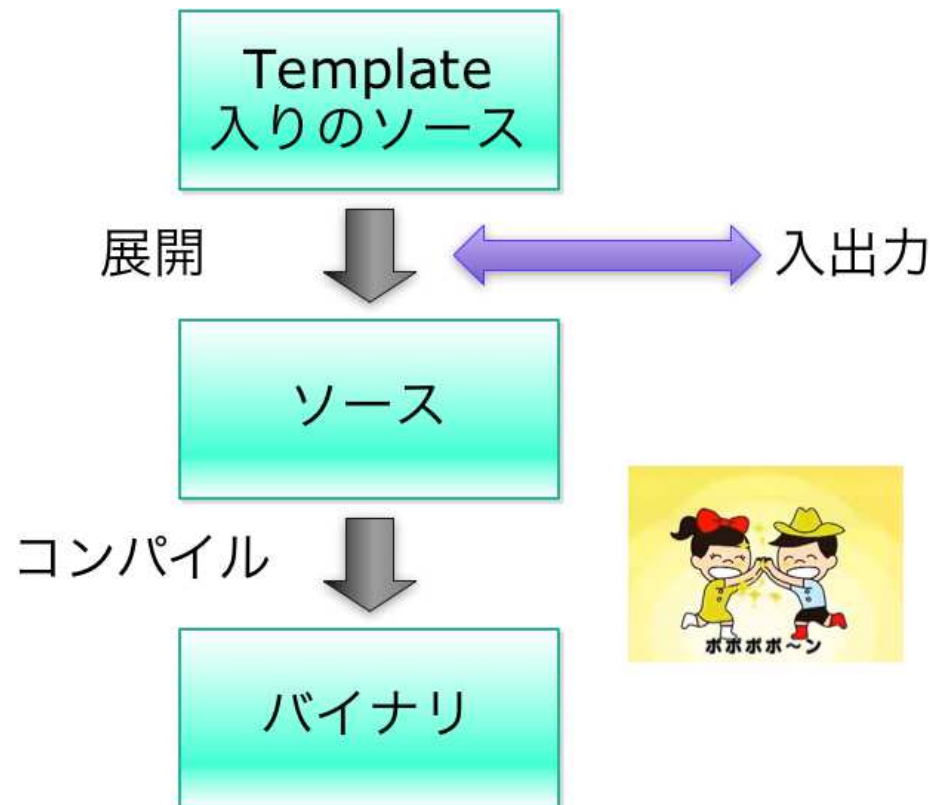 Template
入りのソース
展開
入出力
ソース
コンパイル
ポポポポ～ン
バイナリ